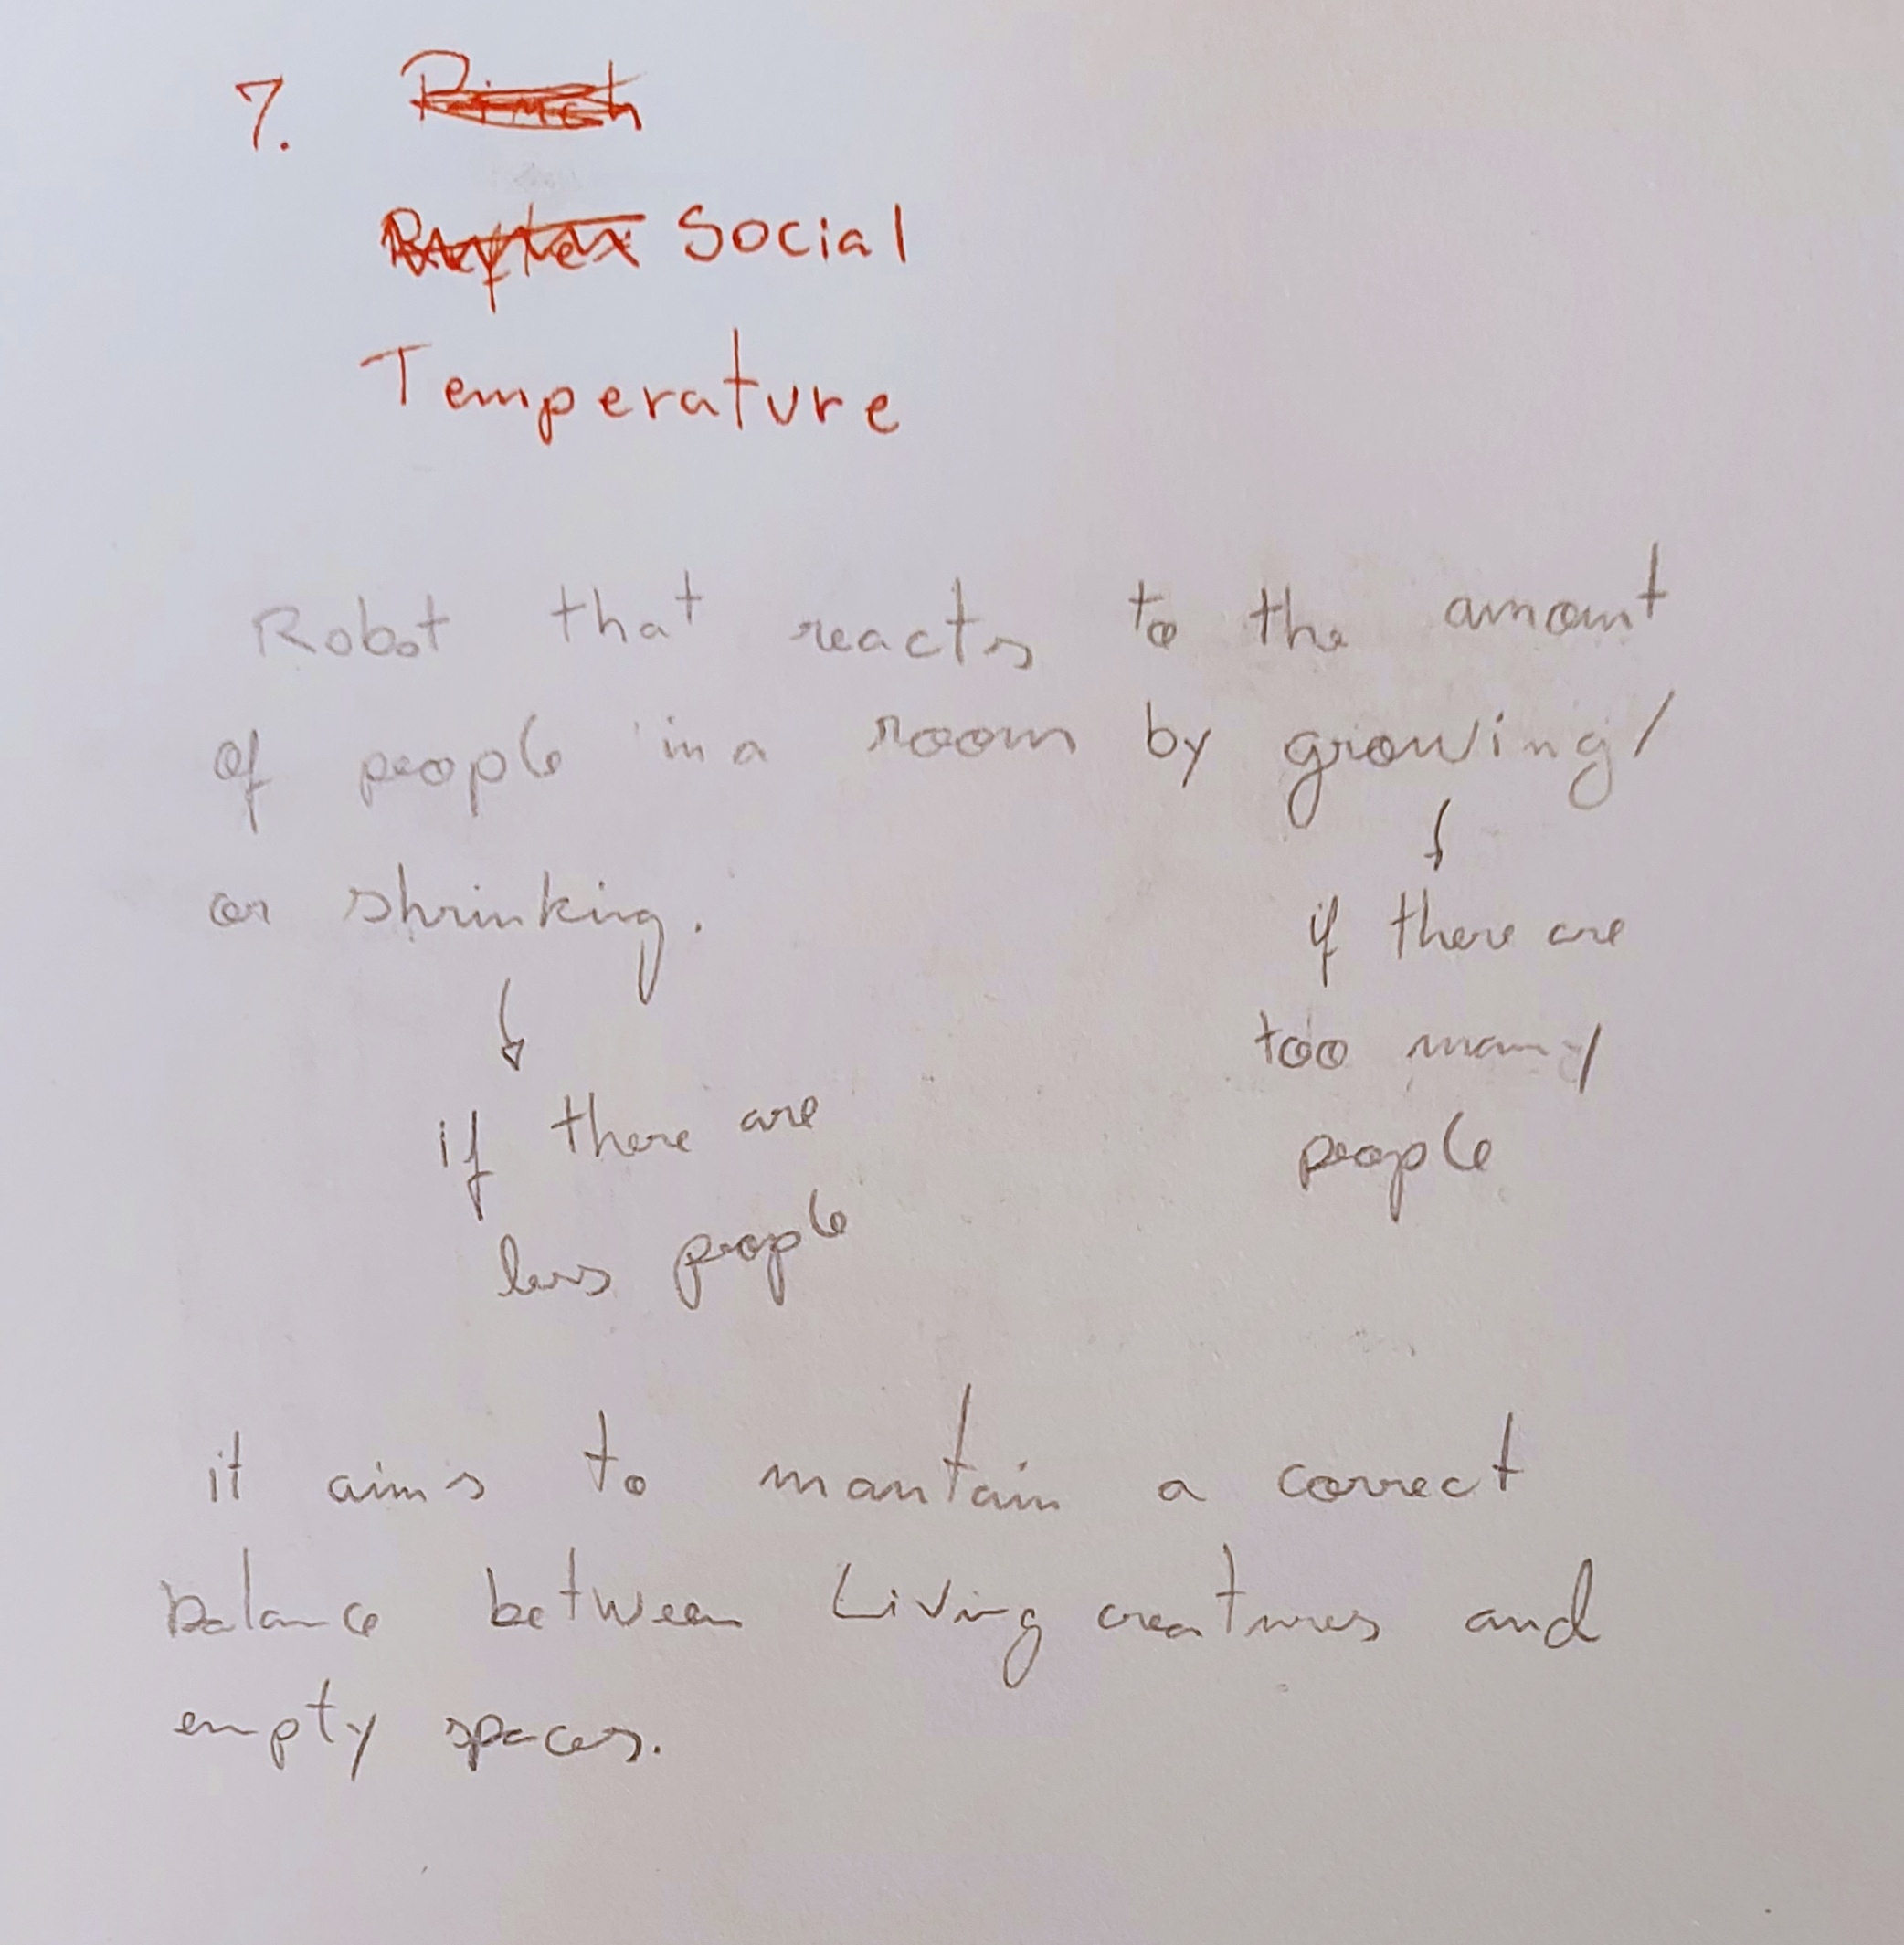 7.
Social
Temperature
Robot that reacts to the amount
of people in a room by growing/
or shrinking.
if there are
too many
people
if there are
less people
it aims to mantain a correct
balance between Living creatures and
empty spaces.